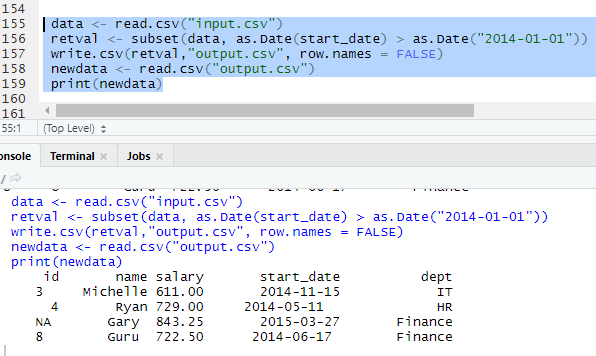 154
155 data <- read.csv("input.csv")
156 retval <- subset(data, as.Date(start_date) > as.Date("2014-01-01"))
157 write.csv(retval,"output.csv", row.names = FALSE)
158 newdata <- read.csv("output.csv")
159 print(newdata)
160
161
55:1 (Top Level)
onsole Terminal Jobs
/
Guru 722.50 2014-06-17 Finance
data <- read.csv("input.csv")
retval <- subset(data, as.Date(start_date) > as.Date("2014-01-01"))
write.csv(retval,"output.csv", row.names = FALSE)
newdata <- read.csv("output.csv")
print(newdata)
id name salary start_date dept
3 Michelle 611.00 2014-11-15 IT
4 Ryan 729.00 2014-05-11 HR
NA Gary 843.25 2015-03-27 Finance
8 Guru 722.50 2014-06-17 Finance